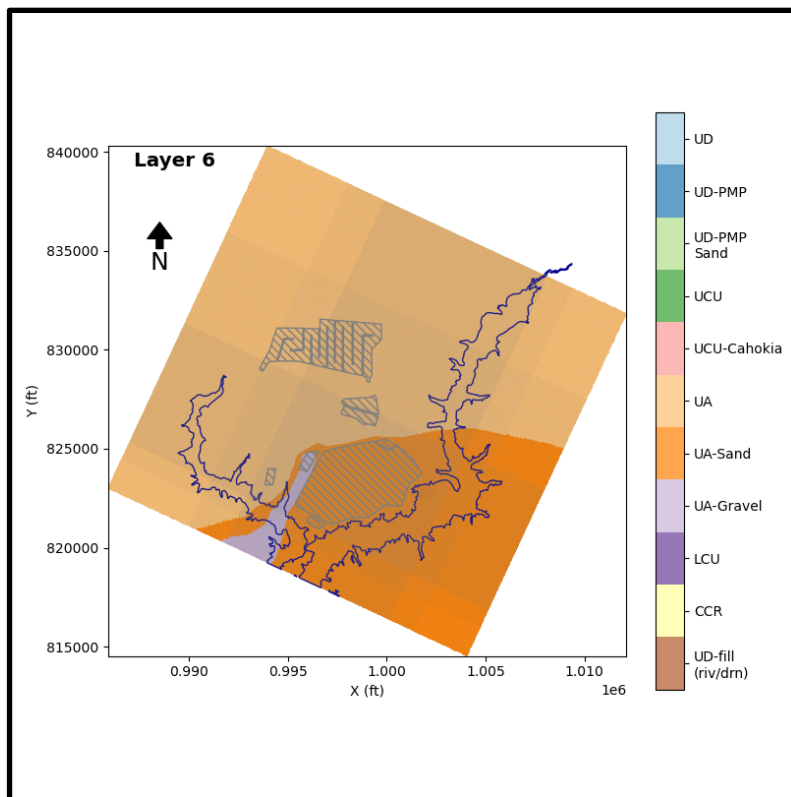 Layer 6
N
840000
835000
830000
825000
820000
815000
Y (ft)
0.990
0.995
1.000
1.005
1.010
X (ft)
1e6
UD
UD-PMP
UD-PMP
Sand
UCU
UCU-Cahokia
UA
UA-Sand
UA-Gravel
LCU
CCR
UD-fill
(riv/drn)